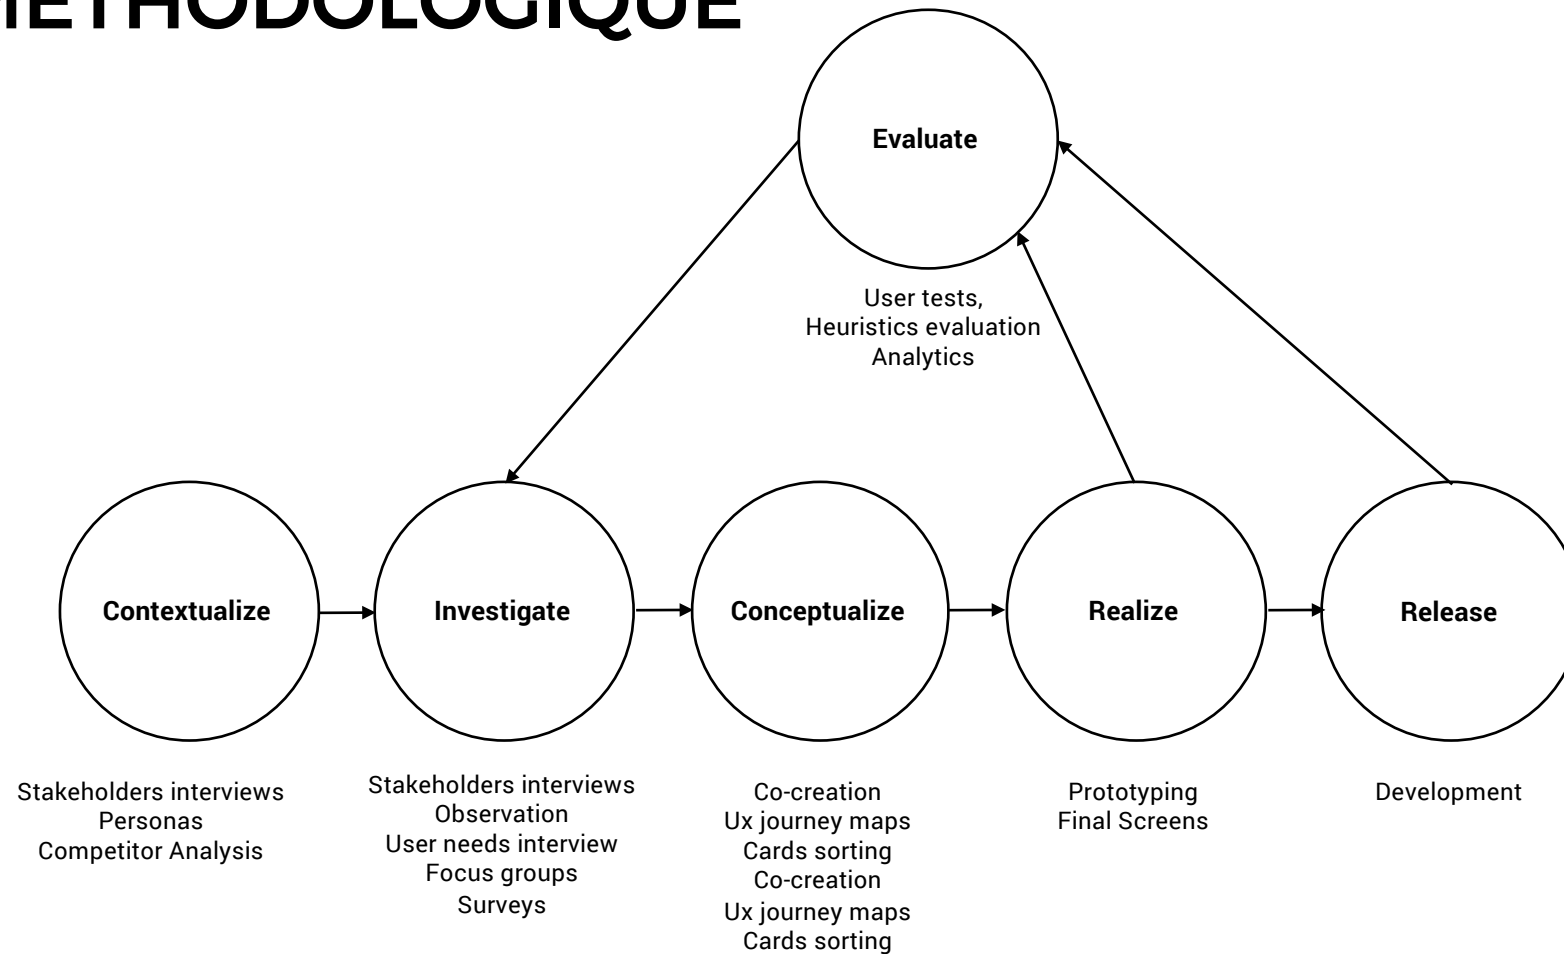 MÉTHODOLOGIQUE
Evaluate
User tests,
Heuristics evaluation
Analytics
Contextualize
Investigate
Conceptualize
Realize
Release
Stakeholders interviews
Personas
Competitor Analysis
Stakeholders interviews
Observation
User needs interview
Focus groups
Surveys
Co-creation
Ux journey maps
Cards sorting
Co-creation
Ux journey maps
Cards sorting
Prototyping
Final Screens
Development